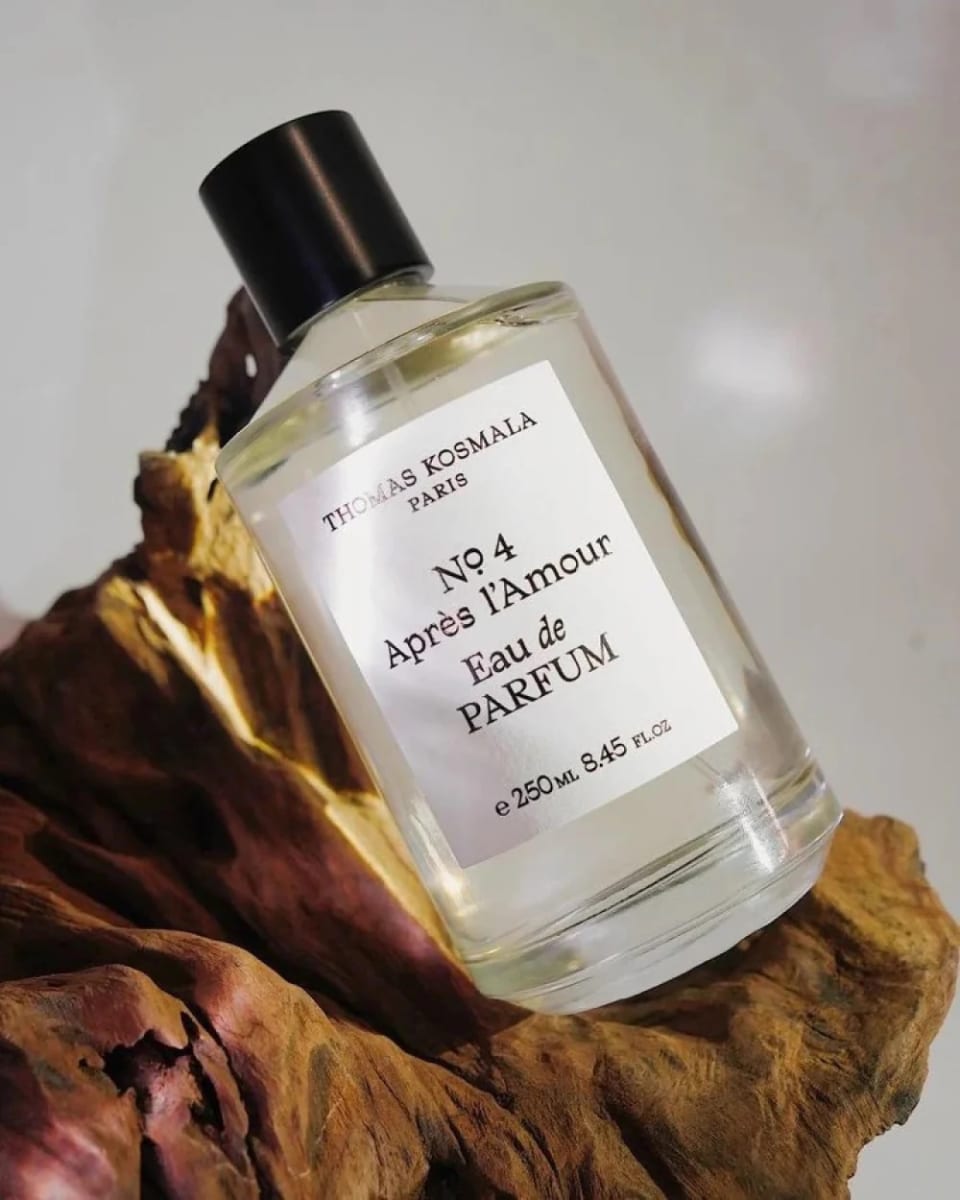 THOMAS KOSMALA
PARIS
Nº 4
Après l'Amour
Eau de
PARFUM
e 250 ML 8.45 FL.OZ